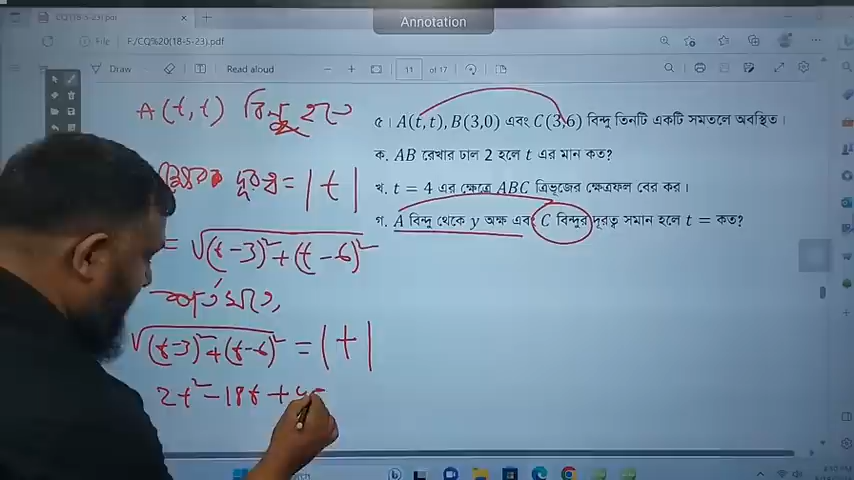 Annotation
CQ(18-5-23).pdf
File F:/CQ%20(18-5-23).pdf
Draw Read aloud 11 of 17
৫। A(t,t), B(3,0) এবং C(3,6) বিন্দু তিনটি একটি সমতলে অবস্থিত।
ক. AB রেখার ঢাল 2 হলে t এর মান কত?
খ. t = 4 এর ক্ষেত্রে ABC ত্রিভুজের ক্ষেত্রফল বের কর।
গ. A বিন্দু থেকে y অক্ষ এবং C বিন্দুর দূরত্ব সমান হলে t = কত?
A(t,t) বিন্দু হতে
দূরত্ব = |t|
= √(t-3)²+(t-6)²
শর্তমতে,
√(t-3)²+(t-6)² = |t|
2t²-18t+45